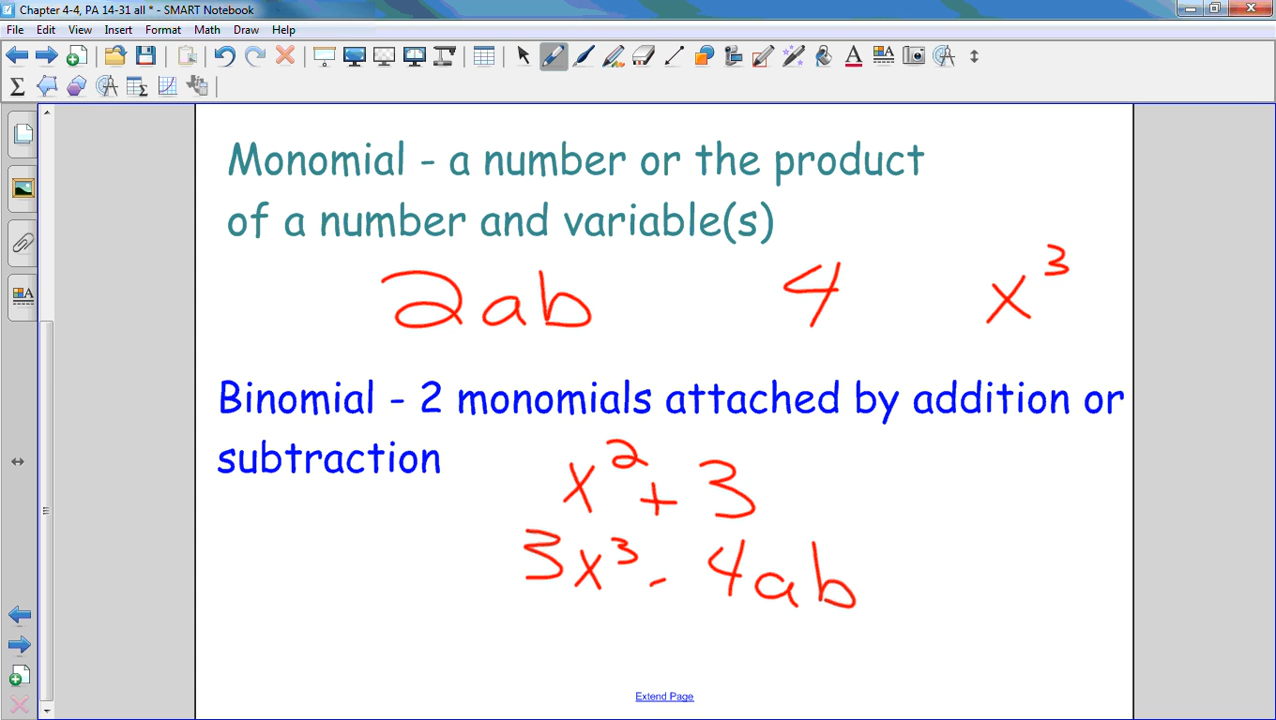 Chapter 4-4, PA 14-31 all * - SMART Notebook
File Edit View Insert Format Math Draw Help
Monomial - a number or the product
of a number and variable(s)
2ab 4 x³
Binomial - 2 monomials attached by addition or
subtraction
x² + 3
3x³ - 4ab
Extend Page